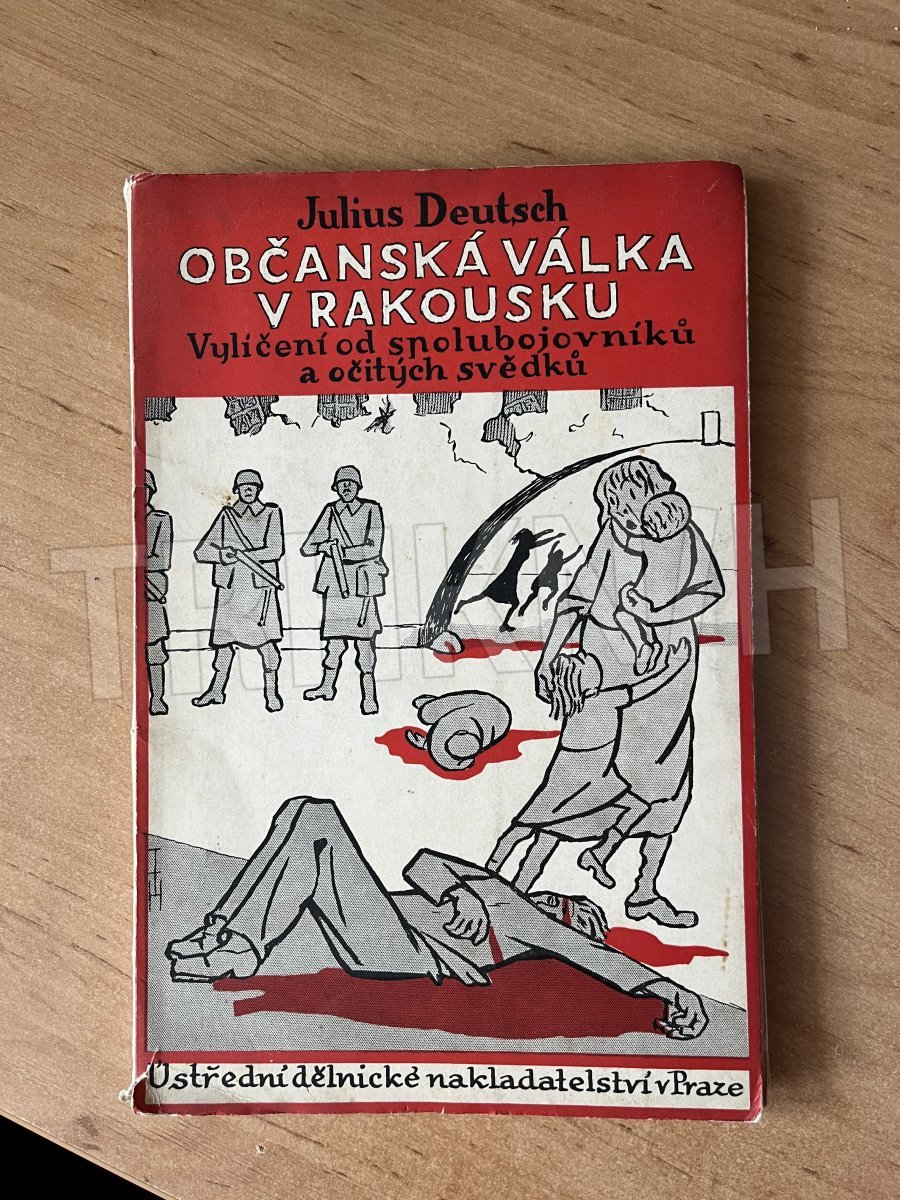 Julius Deutsch
OBČANSKÁ VÁLKA
V RAKOUSKU
Vylíčení od spolubojovníků
a očitých svědků
Ústřední dělnické nakladatelství v Praze